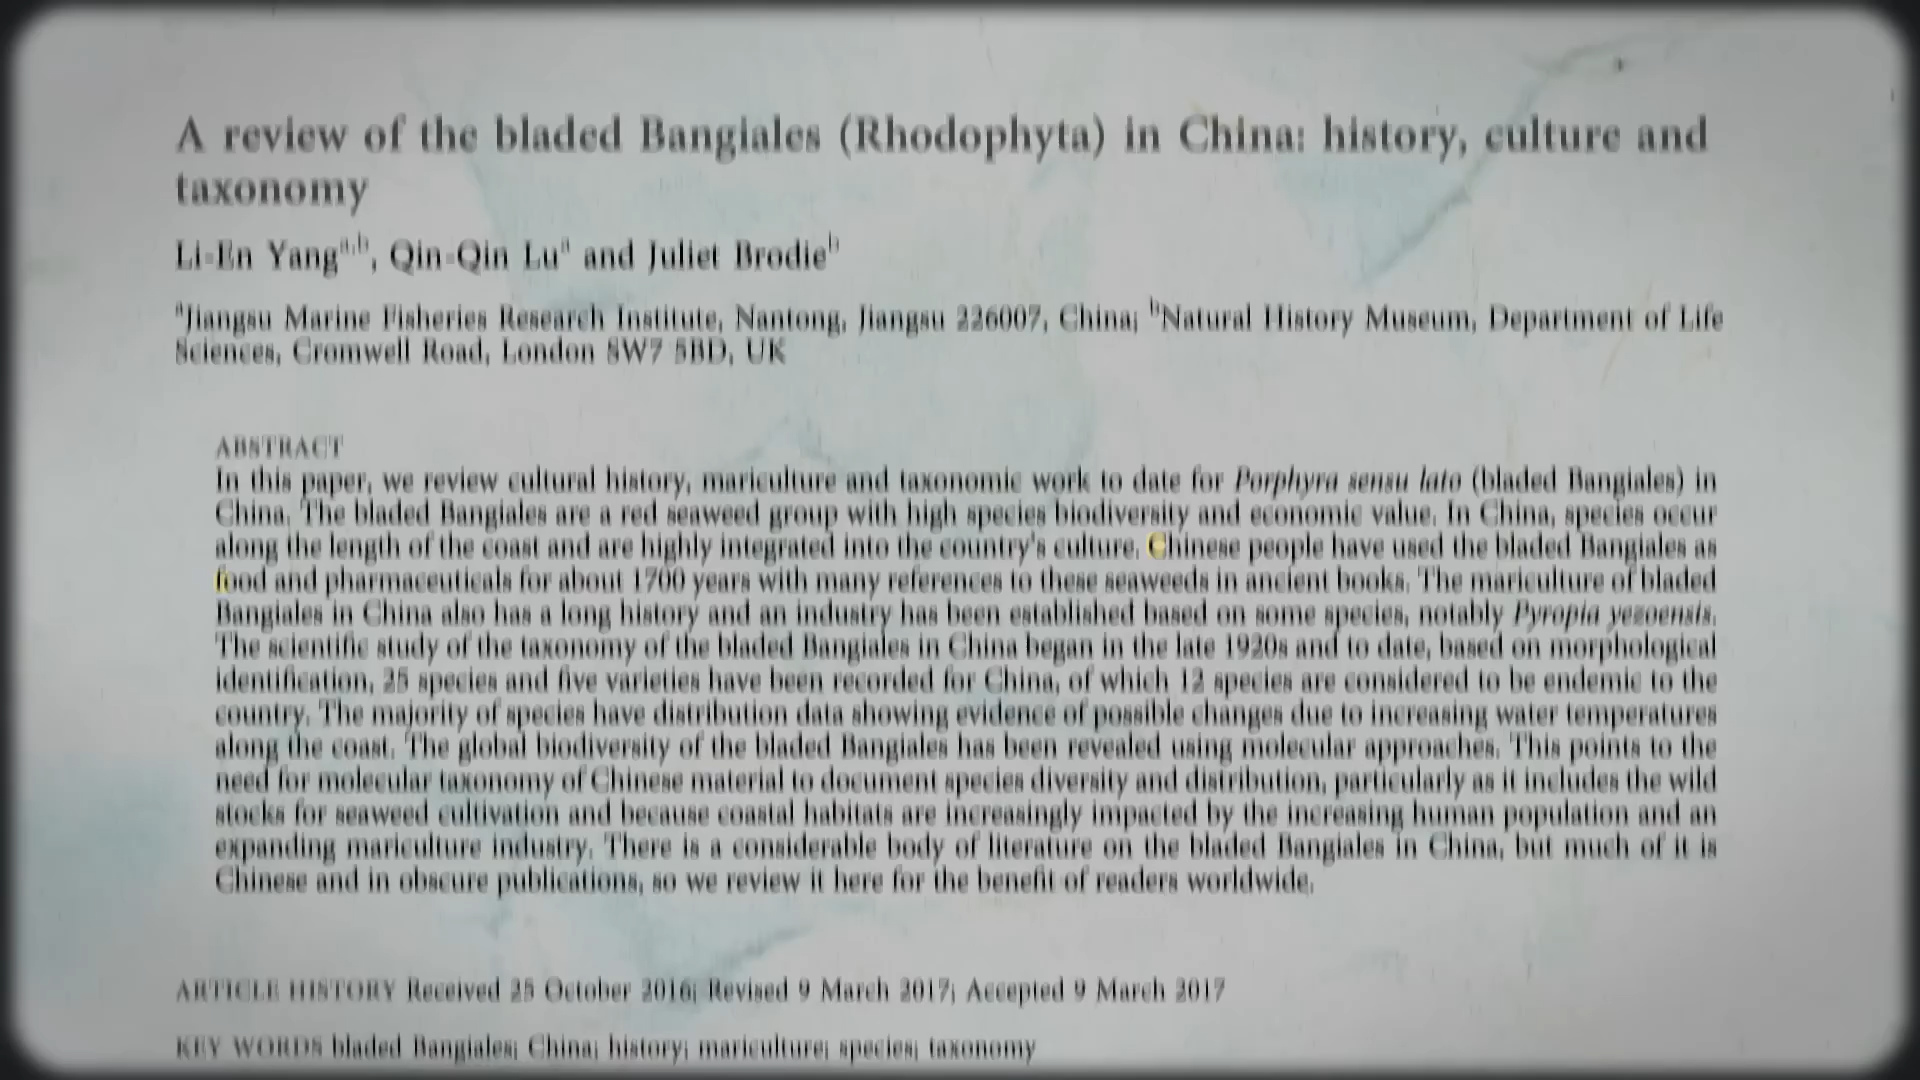 A review of the bladed Bangiales (Rhodophyta) in China: history, culture and
taxonomy
Li-En Yang^a,b, Qin-Qin Lu^a and Juliet Brodie^b
^aJiangsu Marine Fisheries Research Institute, Nantong, Jiangsu 226007, China; ^bNatural History Museum, Department of Life
Sciences, Cromwell Road, London SW7 5BD, UK
ABSTRACT
In this paper, we review cultural history, mariculture and taxonomic work to date for Porphyra sensu lato (bladed Bangiales) in
China. The bladed Bangiales are a red seaweed group with high species biodiversity and economic value. In China, species occur
along the length of the coast and are highly integrated into the country's culture. Chinese people have used the bladed Bangiales as
food and pharmaceuticals for about 1700 years with many references to these seaweeds in ancient books. The mariculture of bladed
Bangiales in China also has a long history and an industry has been established based on some species, notably Pyropia yezoensis.
The scientific study of the taxonomy of the bladed Bangiales in China began in the late 1920s and to date, based on morphological
identification, 25 species and five varieties have been recorded for China, of which 12 species are considered to be endemic to the
country. The majority of species have distribution data showing evidence of possible changes due to increasing water temperatures
along the coast. The global biodiversity of the bladed Bangiales has been revealed using molecular approaches. This points to the
need for molecular taxonomy of Chinese material to document species diversity and distribution, particularly as it includes the wild
stocks for seaweed cultivation and because coastal habitats are increasingly impacted by the increasing human population and an
expanding mariculture industry. There is a considerable body of literature on the bladed Bangiales in China, but much of it is
Chinese and in obscure publications, so we review it here for the benefit of readers worldwide.
ARTICLE HISTORY Received 25 October 2016; Revised 9 March 2017; Accepted 9 March 2017
KEY WORDS bladed Bangiales; China; history; mariculture; species; taxonomy